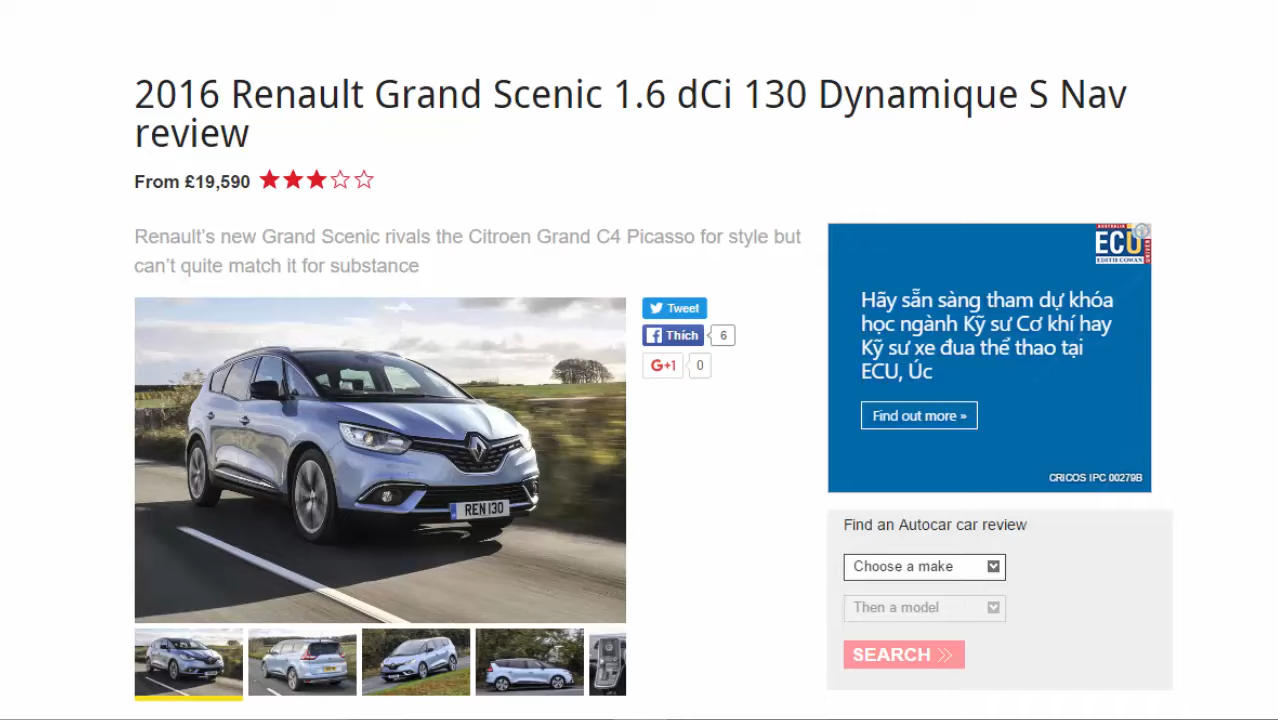 2016 Renault Grand Scenic 1.6 dCi 130 Dynamique S Nav
review
From £19,590
Renault's new Grand Scenic rivals the Citroen Grand C4 Picasso for style but
can't quite match it for substance
Tweet
Thích 6
G+1 0
REN 130
AUSTRALIA
ECU
EDITH COWAN
Hãy sẵn sàng tham dự khóa
học ngành Kỹ sư Cơ khí hay
Kỹ sư xe đua thể thao tại
ECU, Úc
Find out more »
CRICOS IPC 00279B
Find an Autocar car review
Choose a make
Then a model
SEARCH »